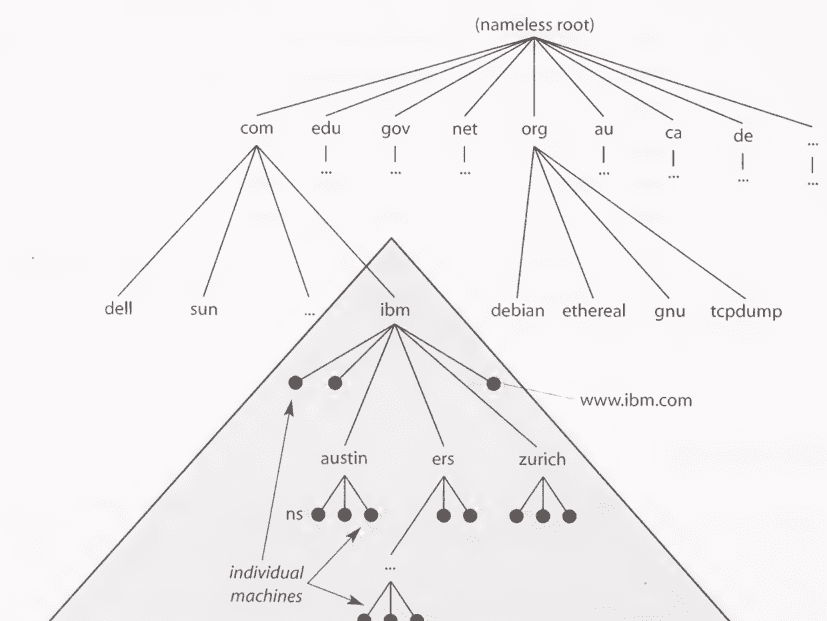 (nameless root)
com edu gov net org au ca de ...
... ... ... ... ... ... ...
dell sun ... ibm debian ethereal gnu tcpdump
www.ibm.com
austin ers zurich
ns
...
individual
machines